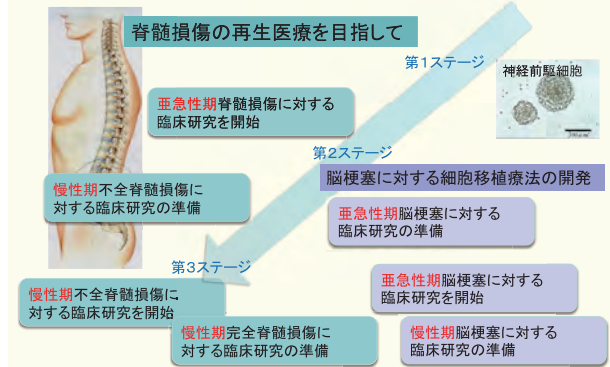 脊髄損傷の再生医療を目指して
第1ステージ
神経前駆細胞
亜急性期脊髄損傷に対する
臨床研究を開始
第2ステージ
脳梗塞に対する細胞移植療法の開発
慢性期不全脊髄損傷に
対する臨床研究の準備
亜急性期脳梗塞に対する
臨床研究の準備
第3ステージ
慢性期不全脊髄損傷に
対する臨床研究を開始
亜急性期脳梗塞に対する
臨床研究を開始
慢性期完全脊髄損傷に
対する臨床研究の準備
慢性期脳梗塞に対する
臨床研究の準備